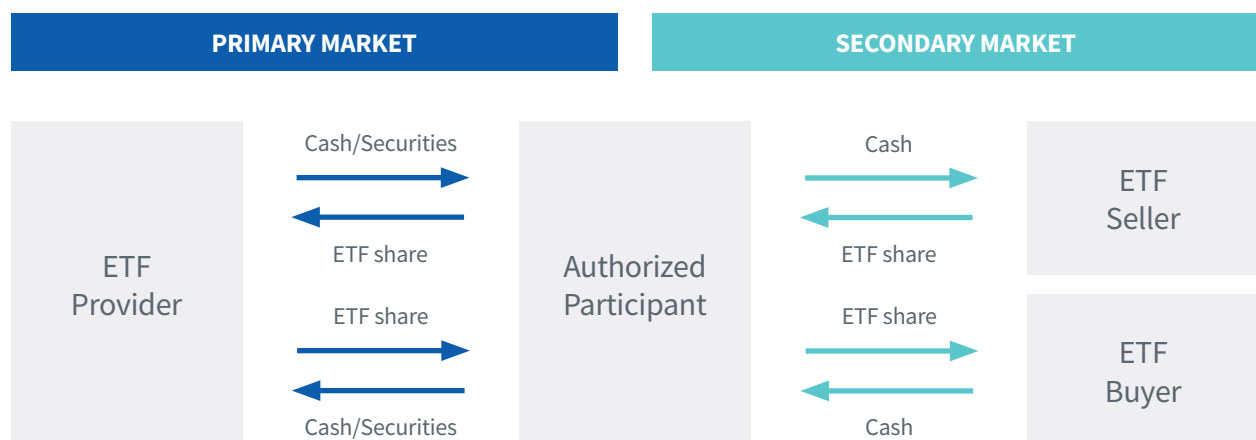 PRIMARY MARKET
SECONDARY MARKET
Cash/Securities
Cash
ETF
Seller
ETF share
ETF share
ETF
Provider
Authorized
Participant
ETF share
ETF share
ETF
Buyer
Cash/Securities
Cash